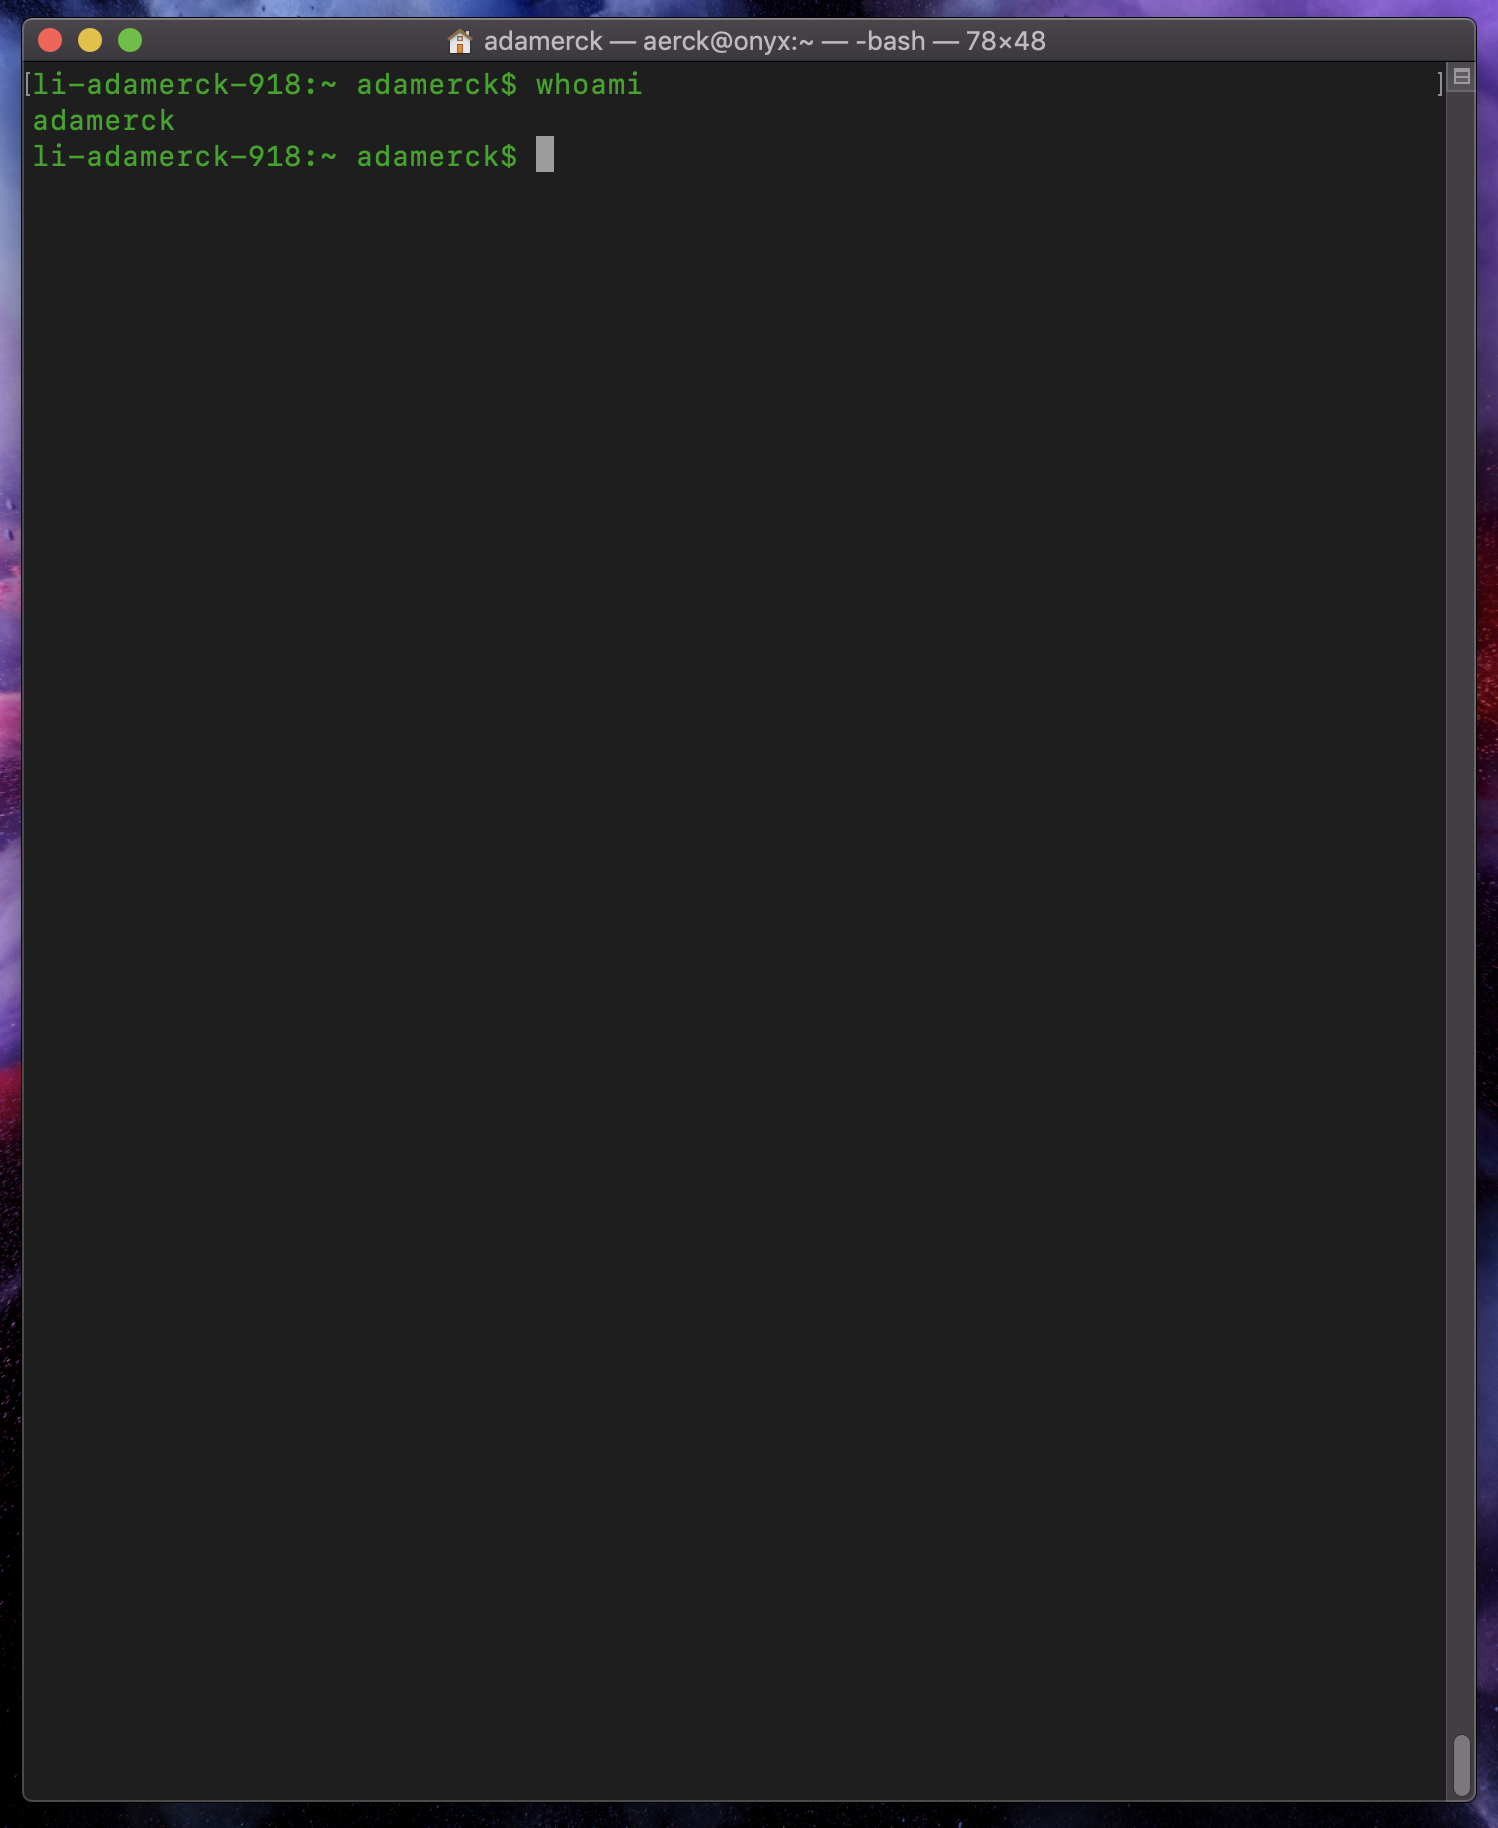 adamerck — aerck@onyx:~ — -bash — 78×48
[li-adamerck-918:~ adamerck$ whoami ]
adamerck
li-adamerck-918:~ adamerck$